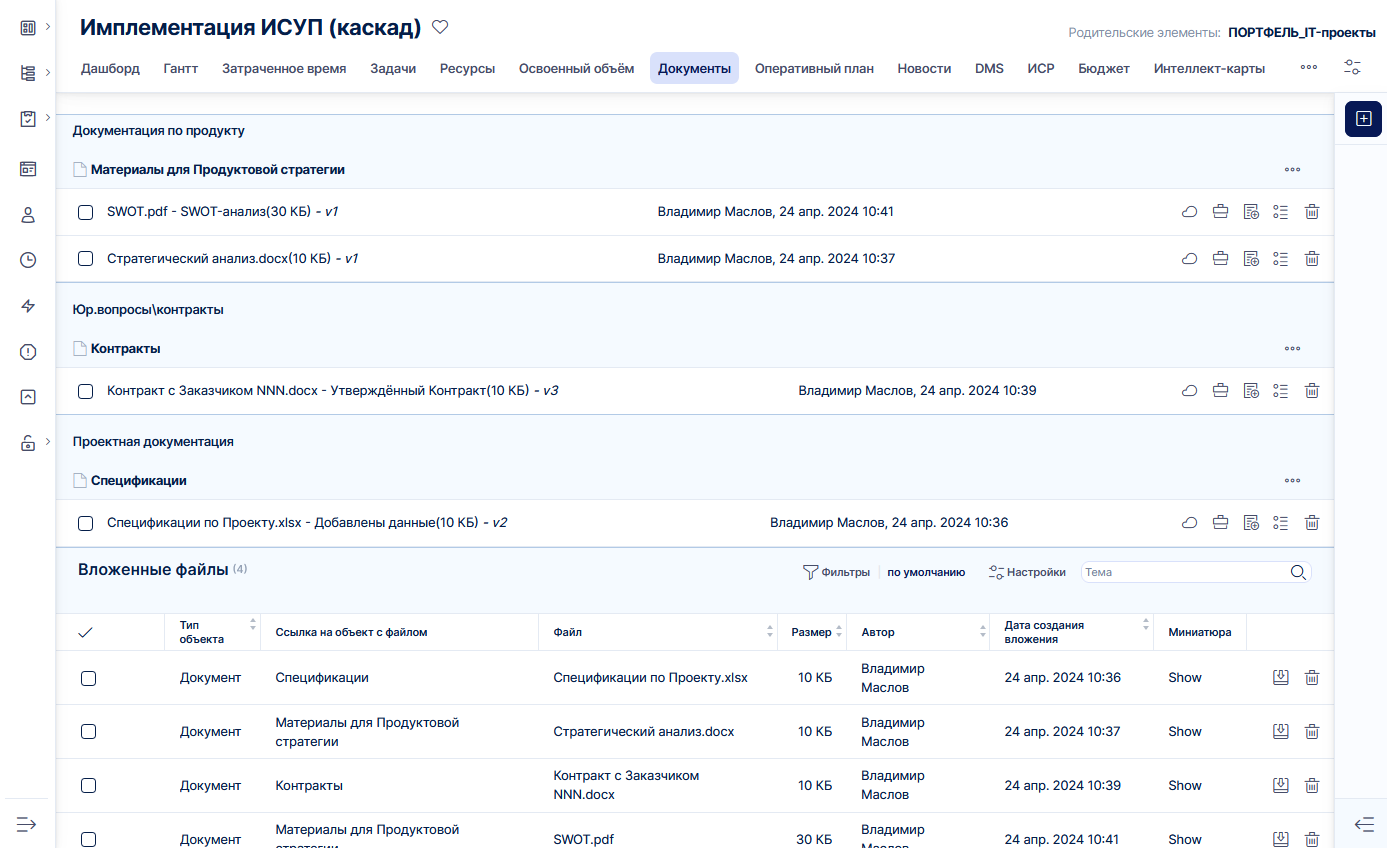 Имплементация ИСУП (каскад)
Родительские элементы: ПОРТФЕЛЬ_IT-проекты
Дашборд Гантт Затраченное время Задачи Ресурсы Освоенный объём Документы Оперативный план Новости DMS ИСР Бюджет Интеллект-карты
Документация по продукту
Материалы для Продуктовой стратегии
SWOT.pdf - SWOT-анализ(30 КБ) - v1 Владимир Маслов, 24 апр. 2024 10:41
Стратегический анализ.docx(10 КБ) - v1 Владимир Маслов, 24 апр. 2024 10:37
Юр.вопросы\контракты
Контракты
Контракт с Заказчиком NNN.docx - Утверждённый Контракт(10 КБ) - v3 Владимир Маслов, 24 апр. 2024 10:39
Проектная документация
Спецификации
Спецификации по Проекту.xlsx - Добавлены данные(10 КБ) - v2 Владимир Маслов, 24 апр. 2024 10:36
Вложенные файлы (4)
Фильтры по умолчанию Настройки Тема
Тип объекта Ссылка на объект с файлом Файл Размер Автор Дата создания вложения Миниатюра
Документ Спецификации Спецификации по Проекту.xlsx 10 КБ Владимир Маслов 24 апр. 2024 10:36 Show
Документ Материалы для Продуктовой стратегии Стратегический анализ.docx 10 КБ Владимир Маслов 24 апр. 2024 10:37 Show
Документ Контракты Контракт с Заказчиком NNN.docx 10 КБ Владимир Маслов 24 апр. 2024 10:39 Show
Документ Материалы для Продуктовой стратегии SWOT.pdf 30 КБ Владимир Маслов 24 апр. 2024 10:41 Show